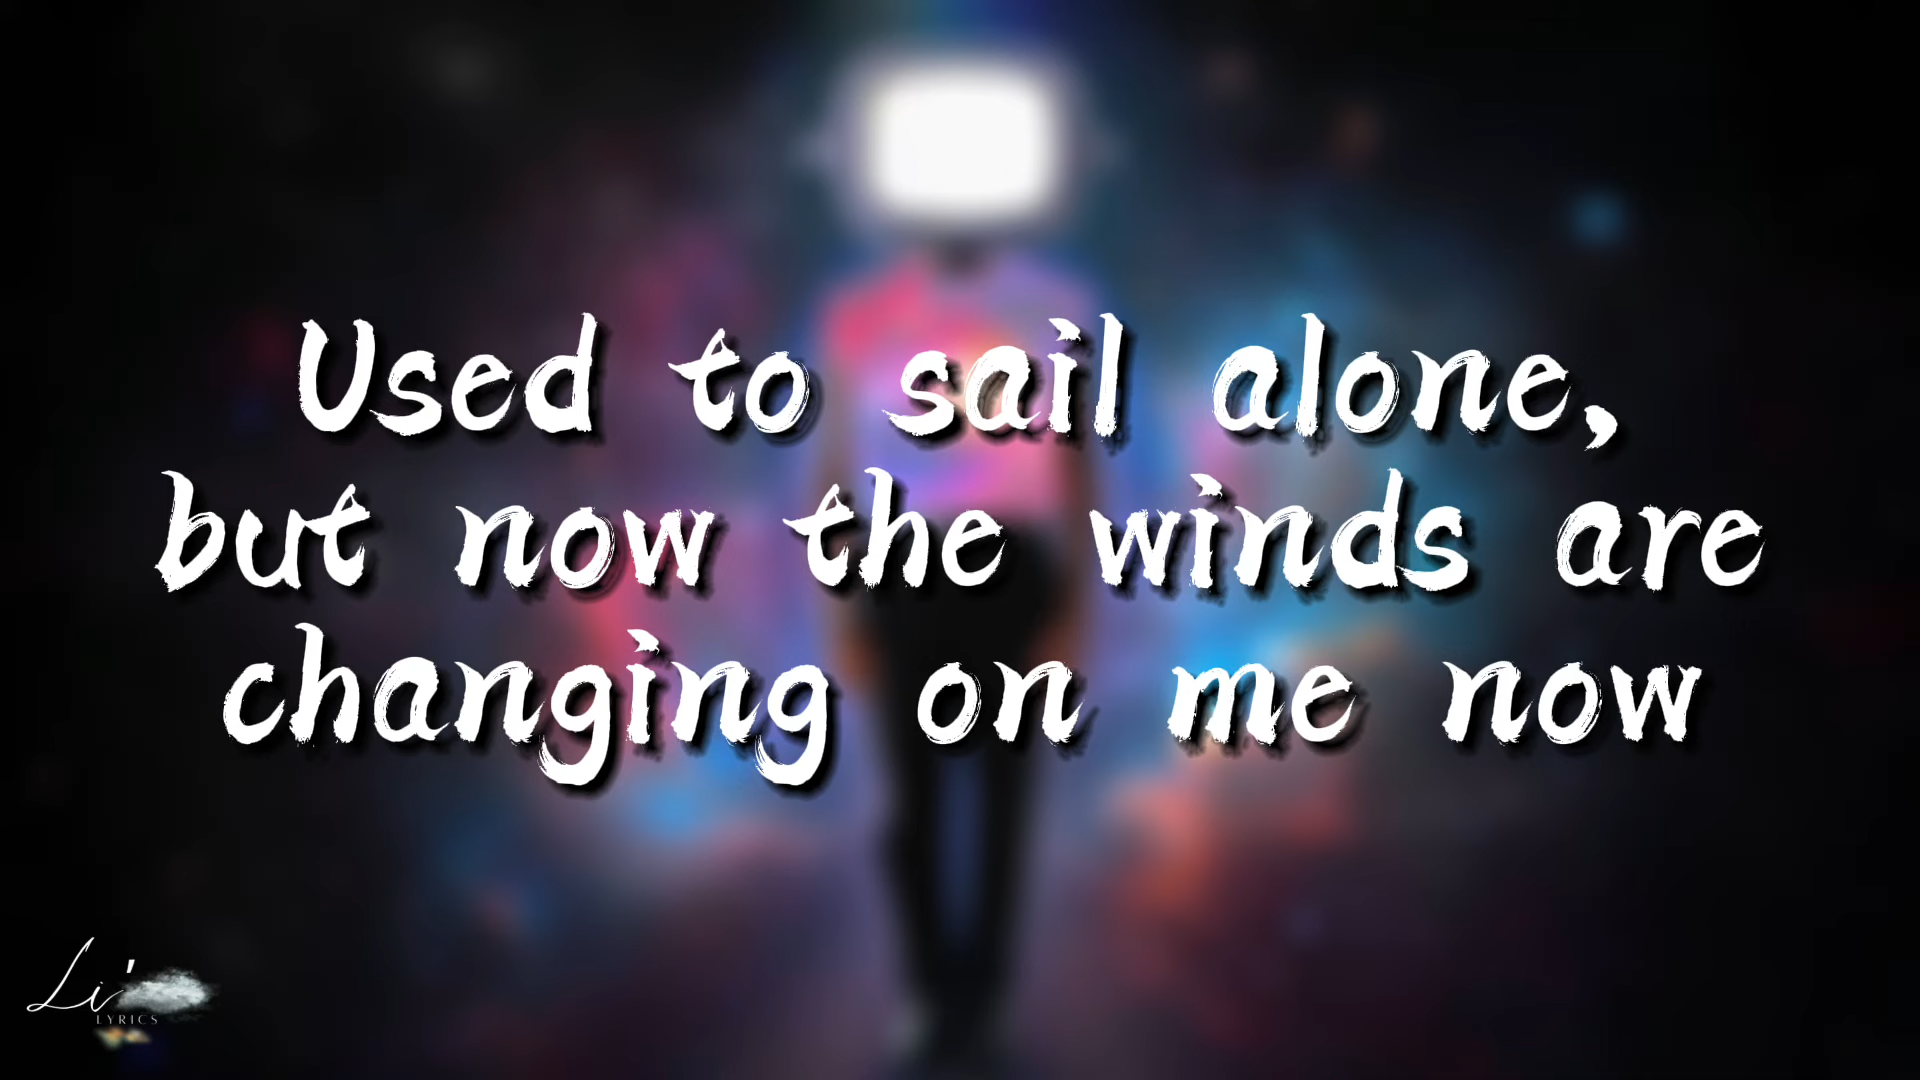 Used to sail alone,
but now the winds are
changing on me now
Li'
LYRICS